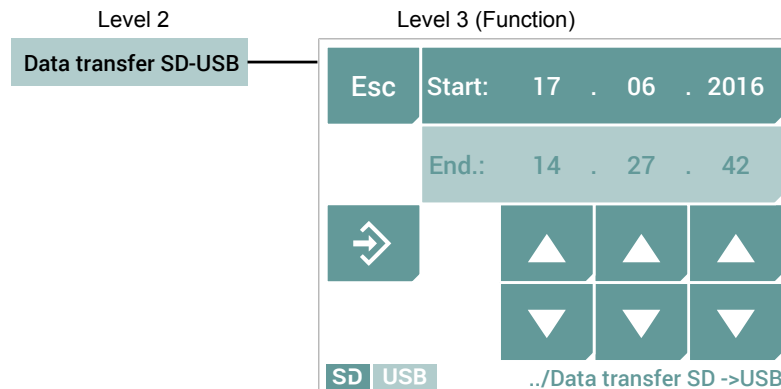 Level 2
Level 3 (Function)
Data transfer SD-USB
Esc
Start: 17 . 06 . 2016
End.: 14 . 27 . 42
SD USB
../Data transfer SD ->USB